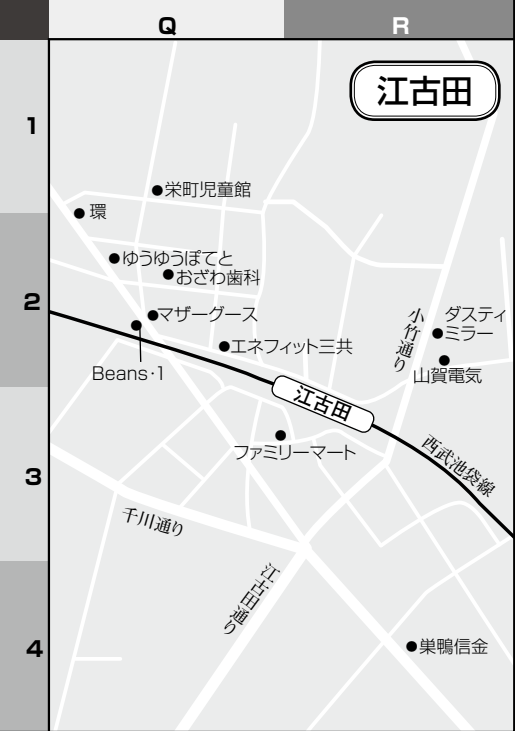 Q
R
江古田
1
栄町児童館
環
ゆうゆうぽてと
おざわ歯科
2
マザーグース
小竹通り
ダスティ
ミラー
エネフィット三共
Beans・1
山賀電気
江古田
ファミリーマート
西武池袋線
3
千川通り
江古田通り
4
巣鴨信金